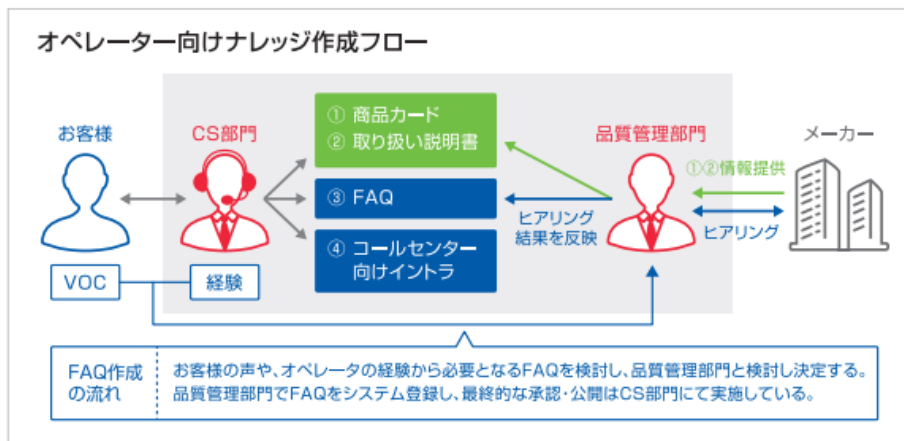 オペレーター向けナレッジ作成フロー
お客様
CS部門
① 商品カード
② 取り扱い説明書
③ FAQ
④ コールセンター
向けイントラ
品質管理部門
メーカー
①②情報提供
ヒアリング
ヒアリング
結果を反映
VOC
経験
FAQ作成
の流れ
お客様の声や、オペレータの経験から必要となるFAQを検討し、品質管理部門と検討し決定する。
品質管理部門でFAQをシステム登録し、最終的な承認・公開はCS部門にて実施している。